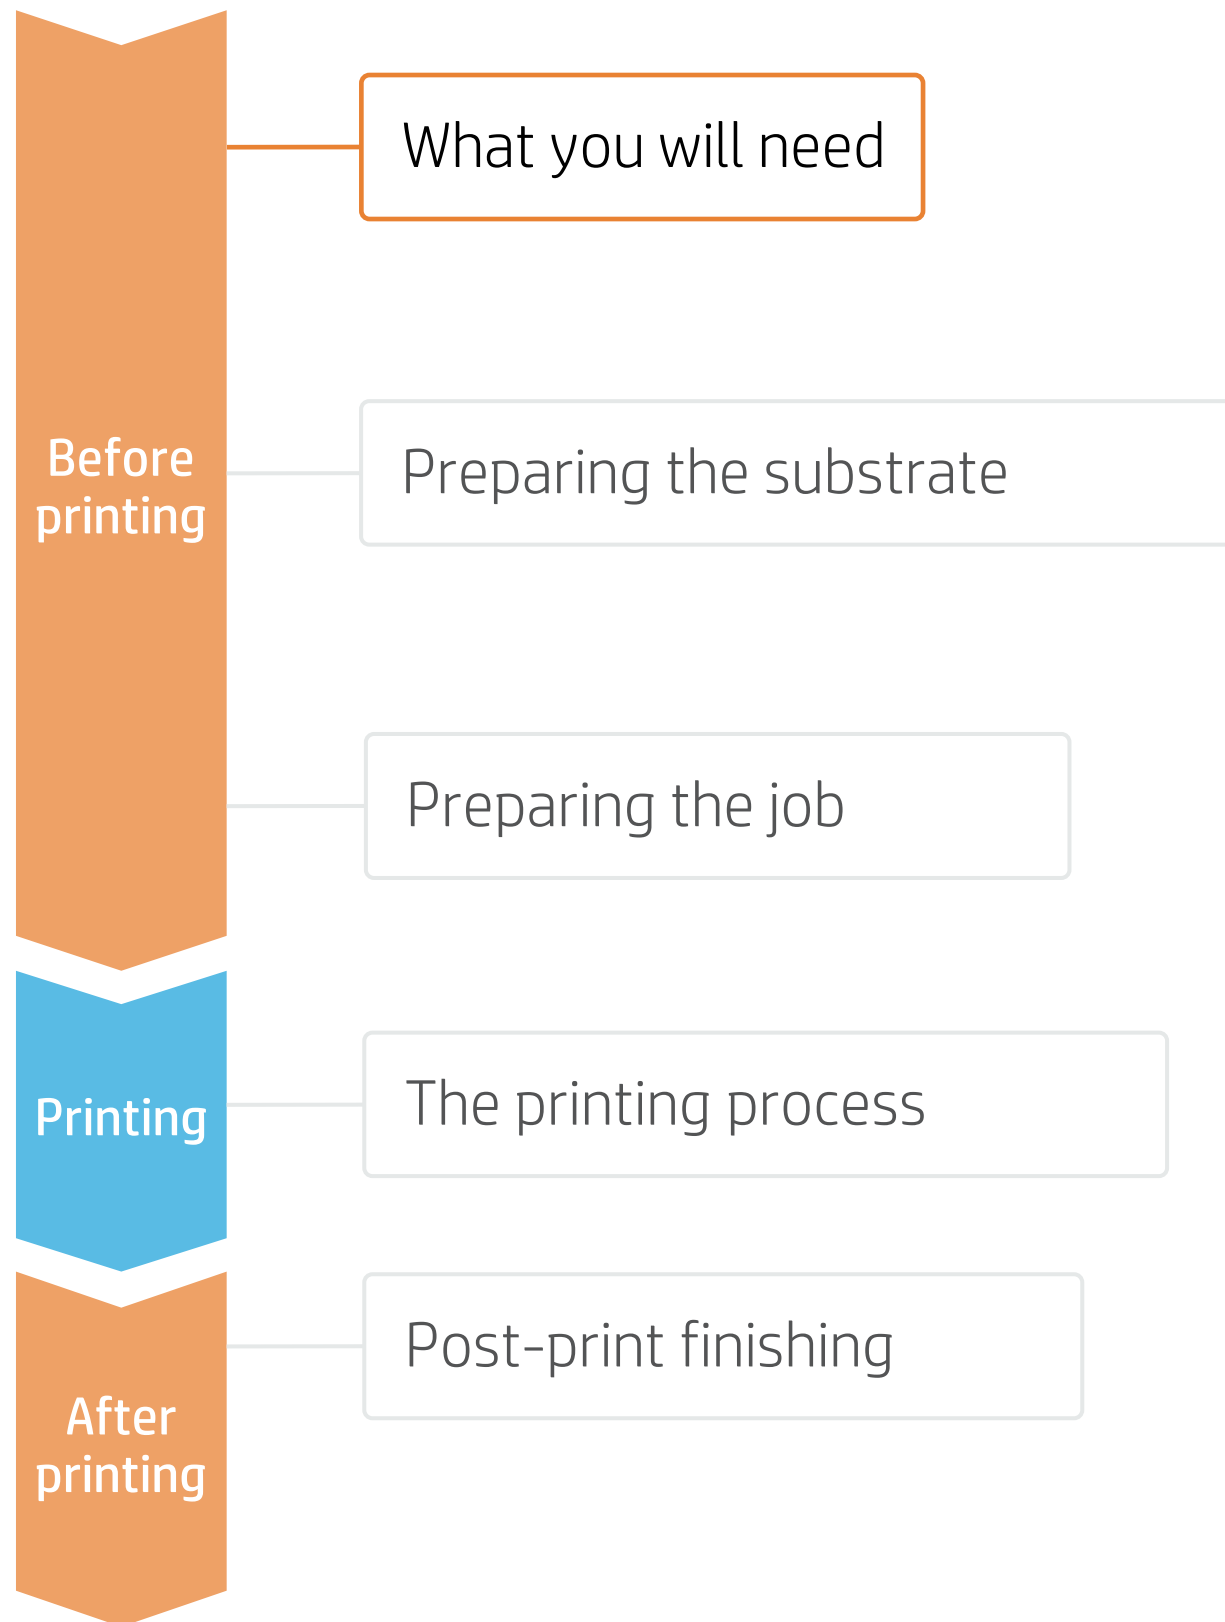 What you will need
Before
printing
Preparing the substrate
Preparing the job
Printing
The printing process
After
printing
Post-print finishing